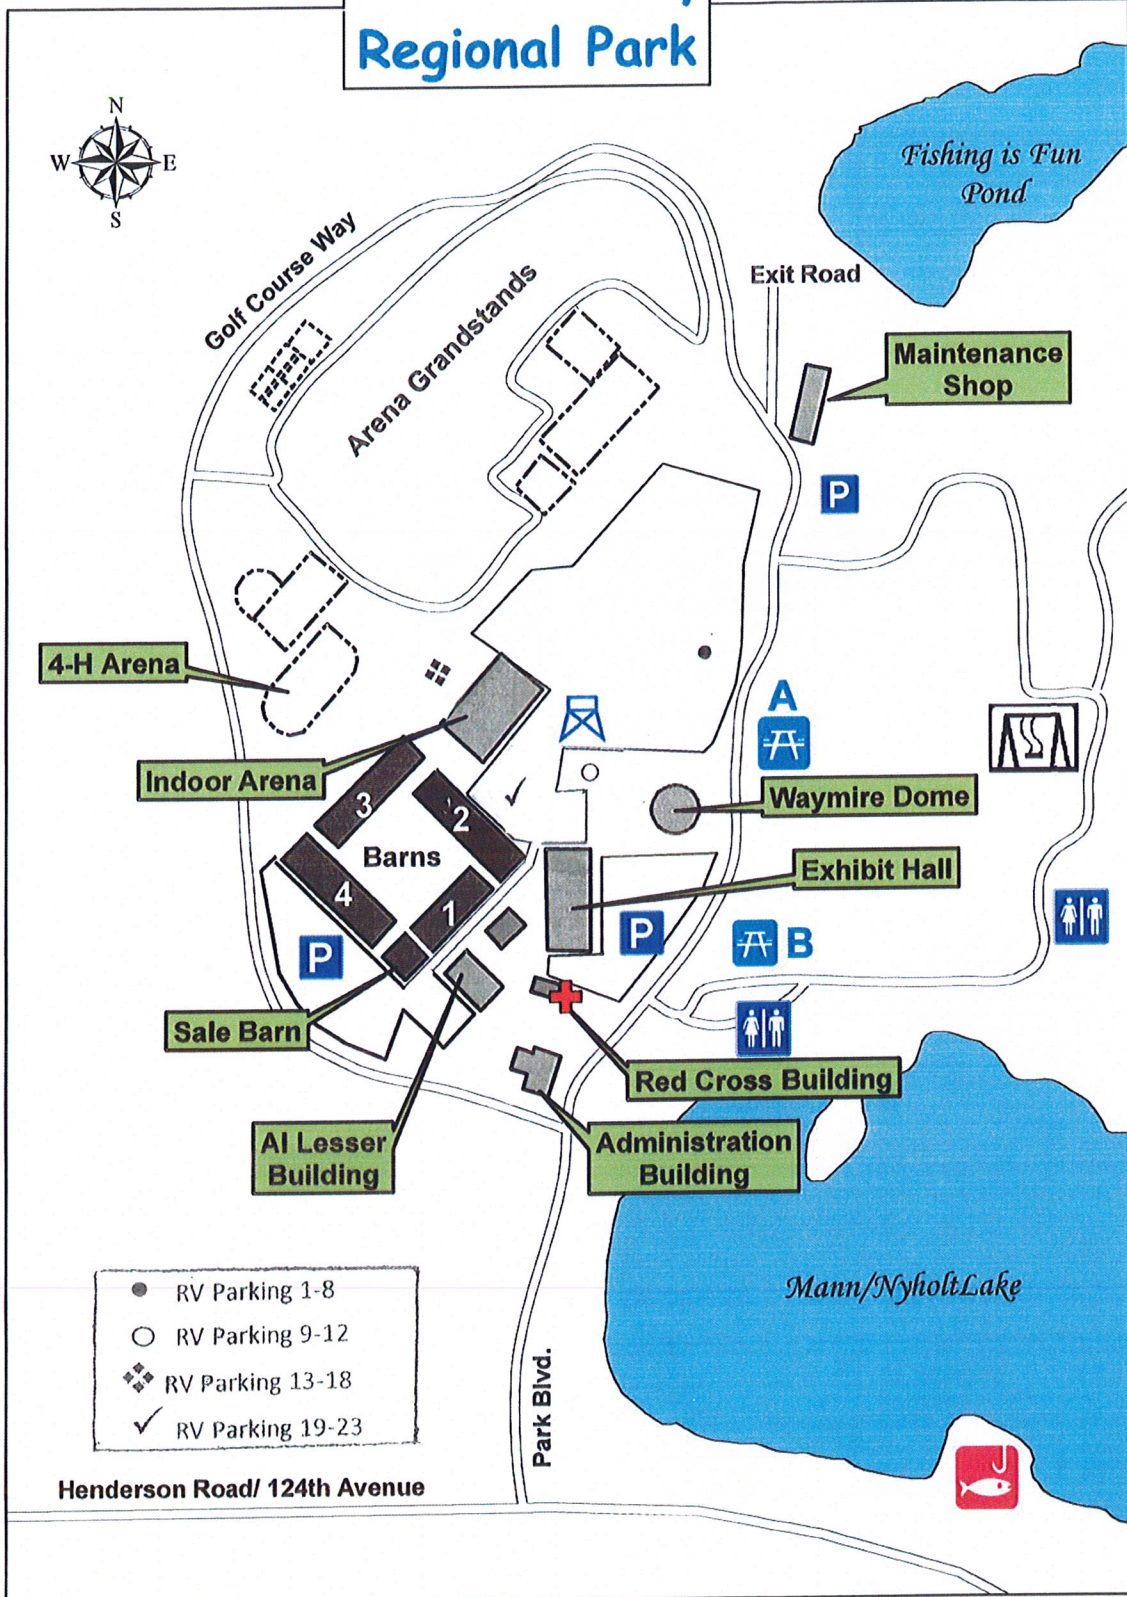 Regional Park
N
W
E
S
Fishing is Fun
Pond
Golf Course Way
Exit Road
Arena Grandstands
Maintenance
Shop
P
4-H Arena
A
Indoor Arena
3
2
Waymire Dome
Barns
Exhibit Hall
4
1
P
P
B
Sale Barn
Red Cross Building
Al Lesser
Building
Administration
Building
RV Parking 1-8
RV Parking 9-12
RV Parking 13-18
RV Parking 19-23
Mann/Nyholt Lake
Park Blvd.
Henderson Road/ 124th Avenue